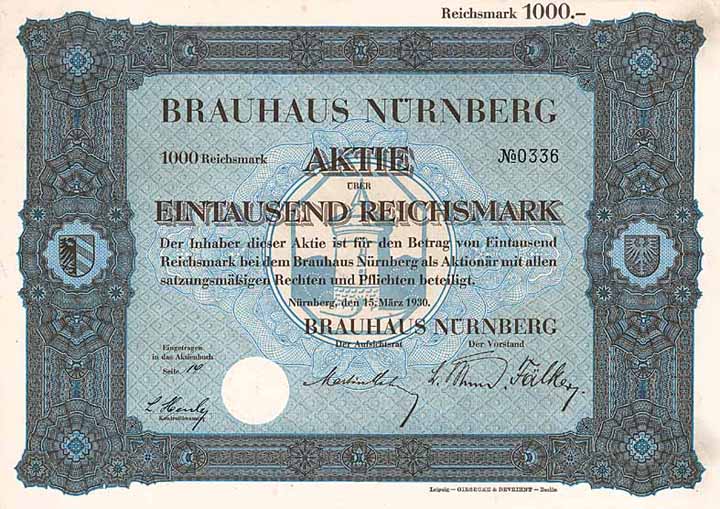 Reichsmark 1000.–
BRAUHAUS NÜRNBERG
1000 Reichsmark AKTIE №0336
ÜBER
EINTAUSEND REICHSMARK
Der Inhaber dieser Aktie ist für den Betrag von Eintausend
Reichsmark bei dem Brauhaus Nürnberg als Aktionär mit allen
satzungsmäßigen Rechten und Pflichten beteiligt.
Nürnberg, den 15. März 1930.
BRAUHAUS NÜRNBERG
Der Aufsichtsrat Der Vorstand
Eingetragen
in das Aktienbuch
Seite 14
Kontrollbeamter
Leipzig — GIESECKE & DEVRIENT — Berlin